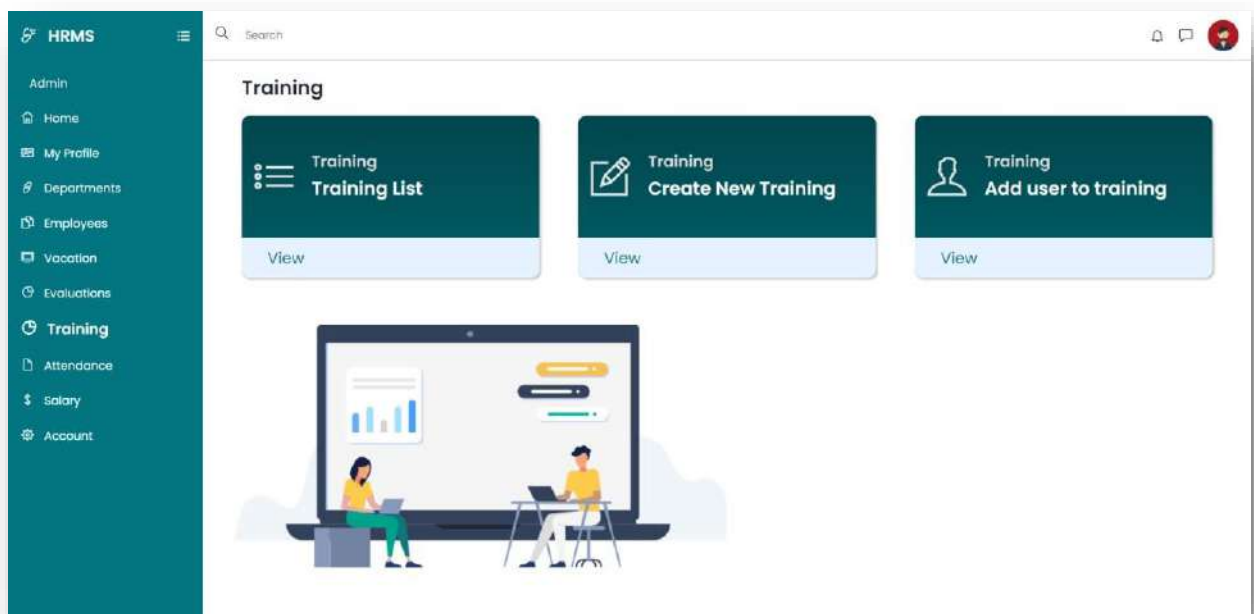 HRMS
Search
Admin
Home
My Profile
Departments
Employees
Vacation
Evaluations
Training
Attendance
Salary
Account
Training
Training
Training List
View
Training
Create New Training
View
Training
Add user to training
View